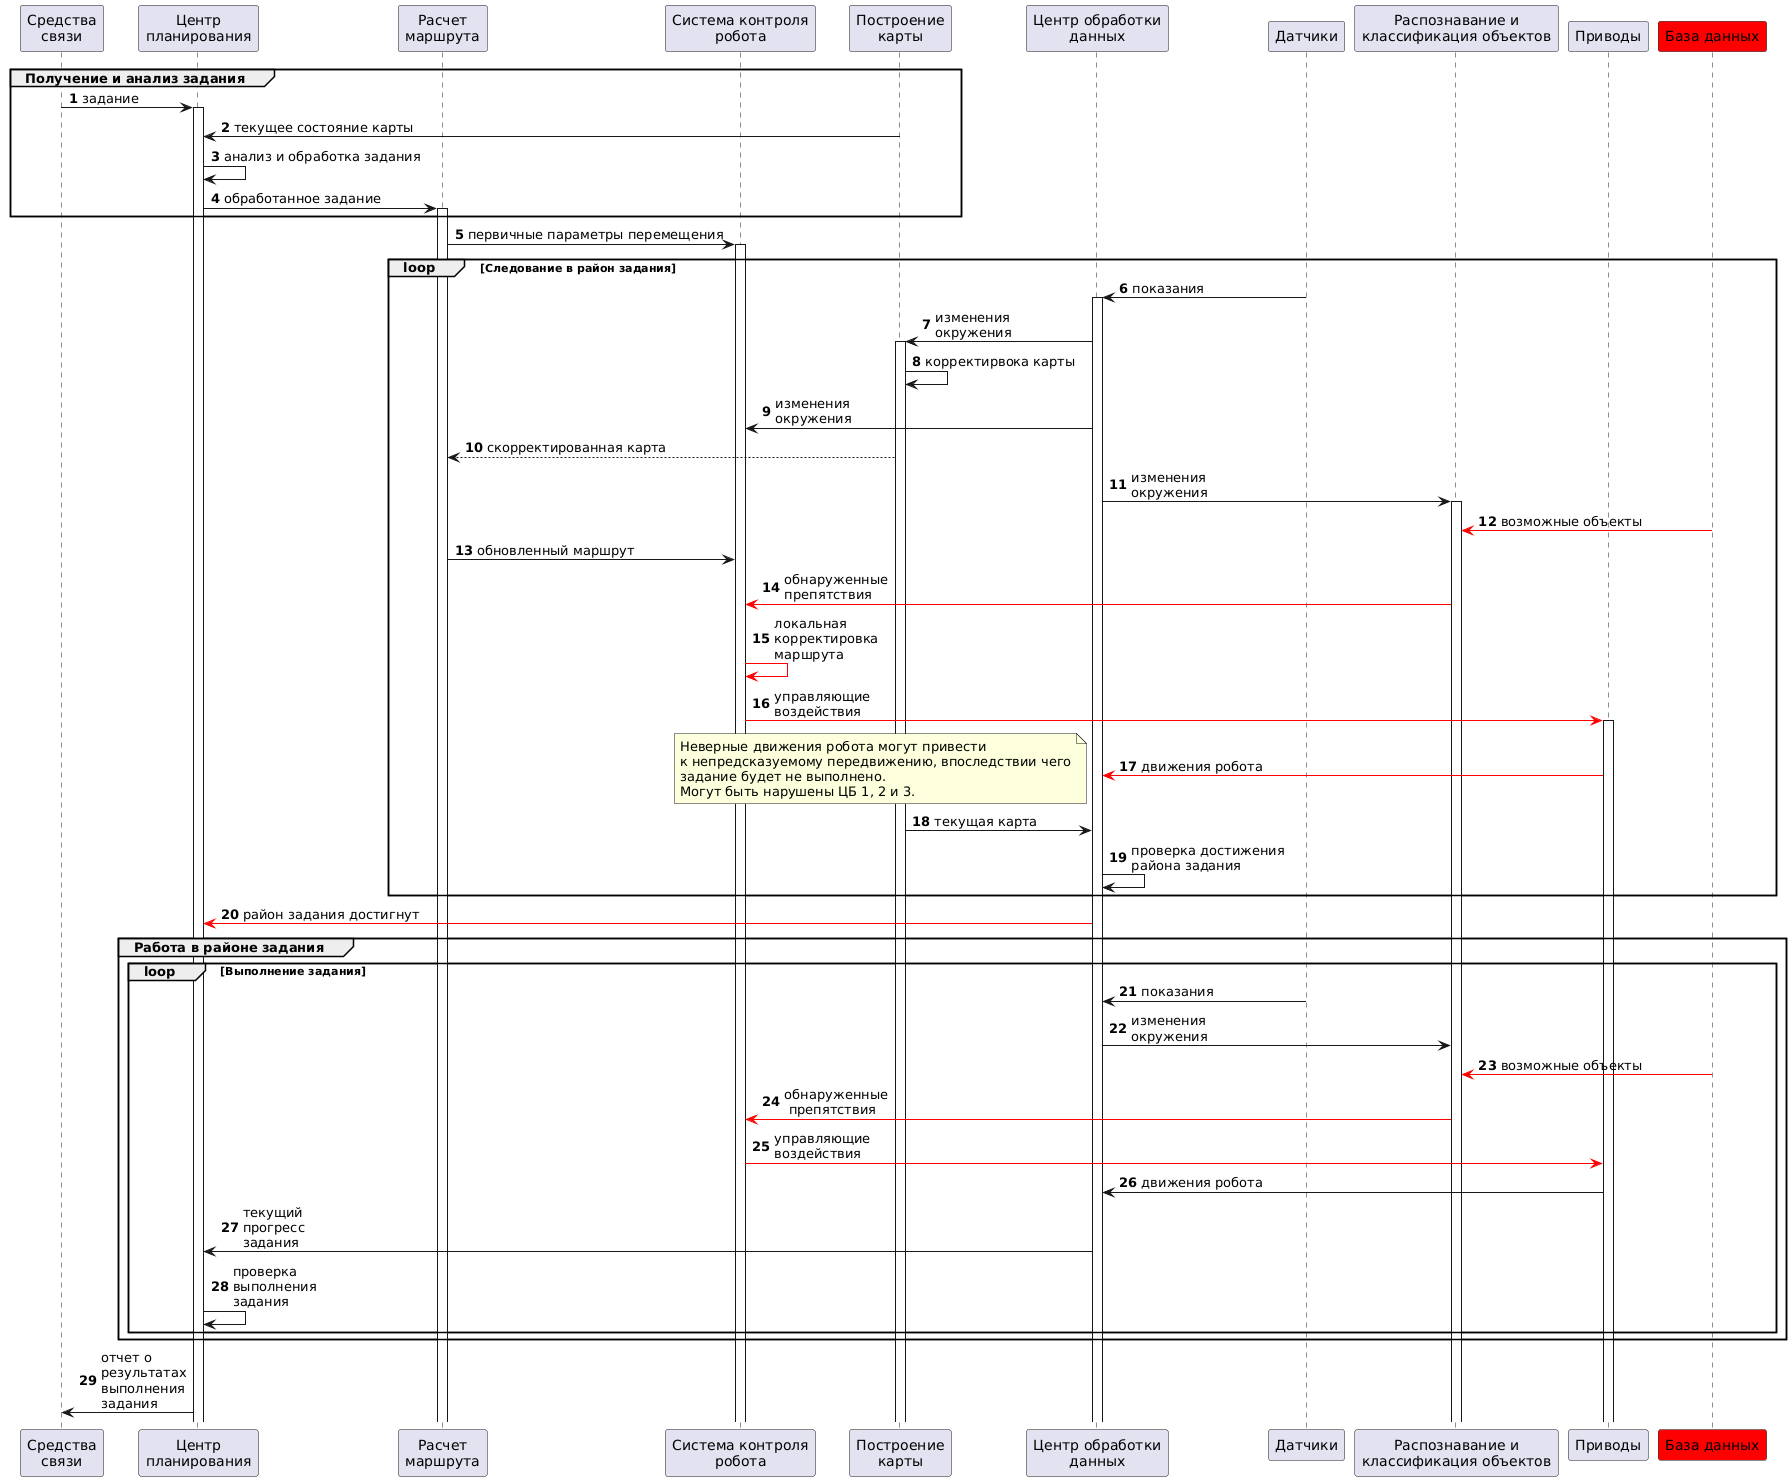 Средства
связи
Центр
планирования
Расчет
маршрута
Система контроля
робота
Построение
карты
Центр обработки
данных
Датчики
Распознавание и
классификация объектов
Приводы
База данных
Получение и анализ задания
1 задание
2 текущее состояние карты
3 анализ и обработка задания
4 обработанное задание
5 первичные параметры перемещения
loop [Следование в район задания]
6 показания
7 изменения
окружения
8 корректирвока карты
9 изменения
окружения
10 скорректированная карта
11 изменения
окружения
12 возможные объекты
13 обновленный маршрут
14 обнаруженные
препятствия
15 локальная
корректировка
маршрута
16 управляющие
воздействия
Неверные движения робота могут привести
к непредсказуемому передвижению, впоследствии чего
задание будет не выполнено.
Могут быть нарушены ЦБ 1, 2 и 3.
17 движения робота
18 текущая карта
19 проверка достижения
района задания
20 район задания достигнут
Работа в районе задания
loop [Выполнение задания]
21 показания
22 изменения
окружения
23 возможные объекты
24 обнаруженные
препятствия
25 управляющие
воздействия
26 движения робота
27 текущий
прогресс
задания
28 проверка
выполнения
задания
29 отчет о
результатах
выполнения
задания
Средства
связи
Центр
планирования
Расчет
маршрута
Система контроля
робота
Построение
карты
Центр обработки
данных
Датчики
Распознавание и
классификация объектов
Приводы
База данных